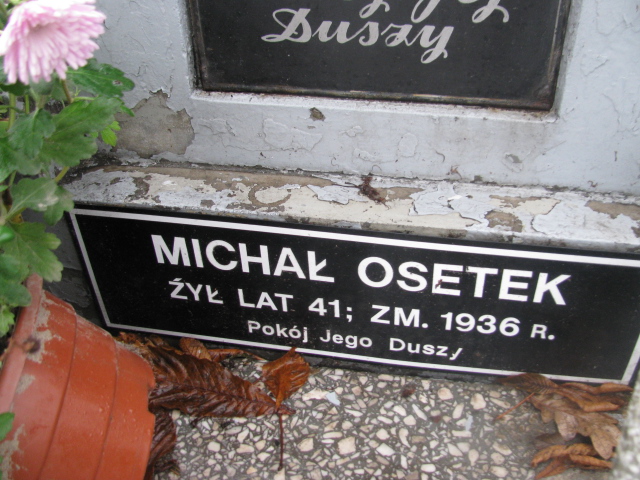 Duszy
MICHAŁ OSETEK
ŻYŁ LAT 41; ZM. 1936 R.
Pokój Jego Duszy